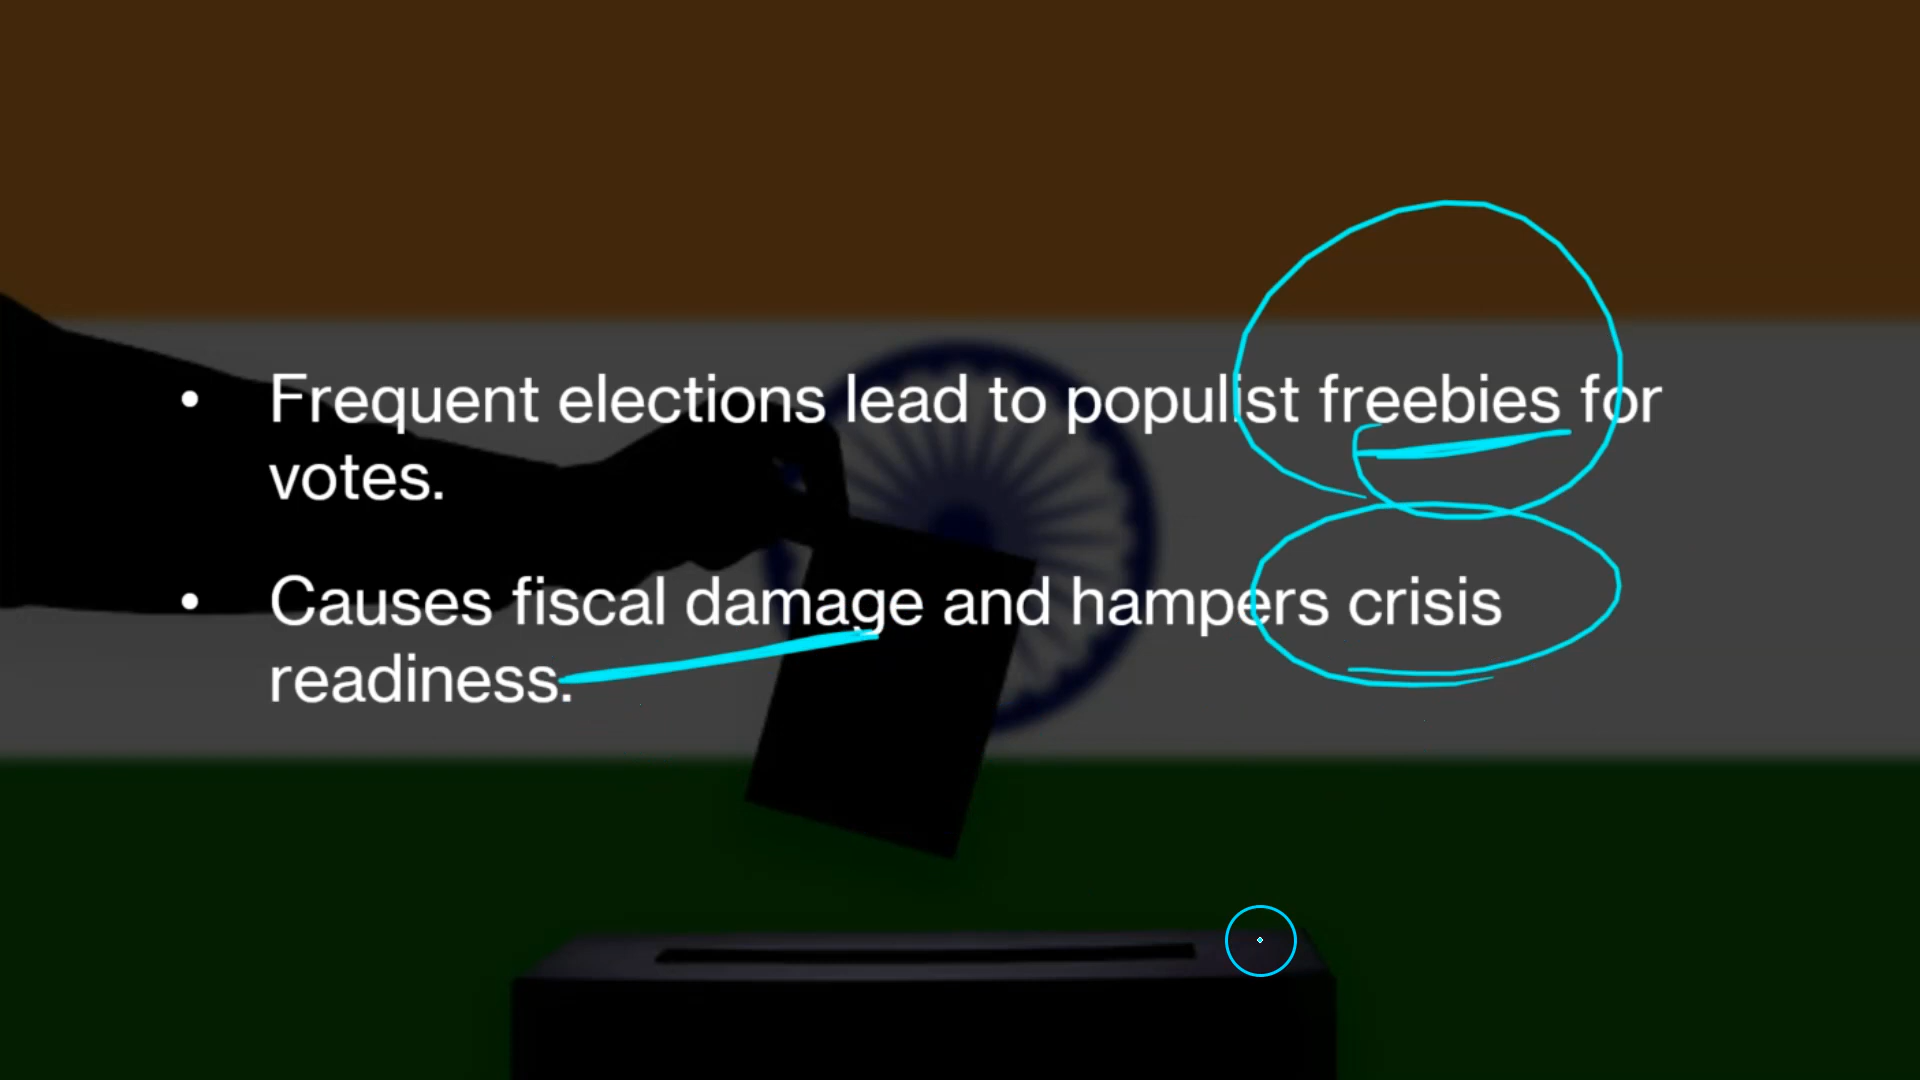 • Frequent elections lead to populist freebies for
votes.
• Causes fiscal damage and hampers crisis
readiness.